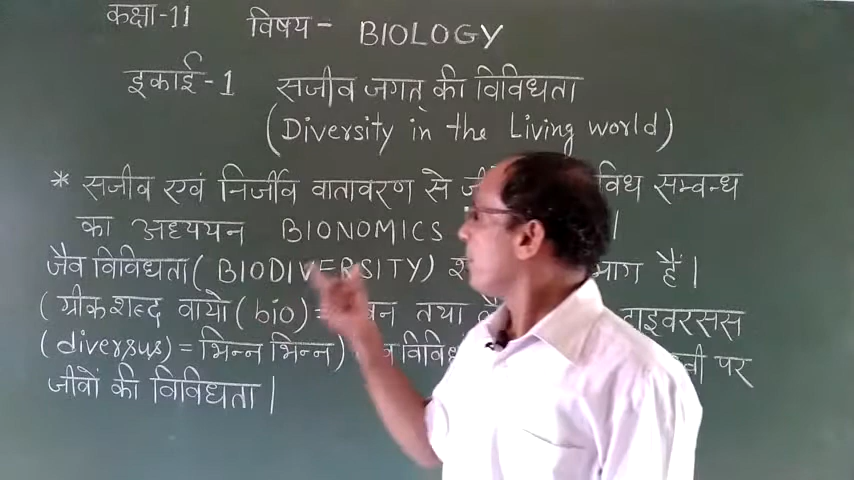 कक्षा-11 विषय- BIOLOGY
इकाई-1 सजीव जगत् की विविधता
(Diversity in the Living world)
* सजीव एवं निर्जीव वातावरण से विध सम्बन्ध
का अध्ययन BIONOMICS ।
जैव विविधता (BIODIVERSITY) भाग हैं।
(ग्रीक शब्द बायो (bio) = तथा डाइवरसस
(diversus) = भिन्न भिन्न) पर
जीवों की विविधता।